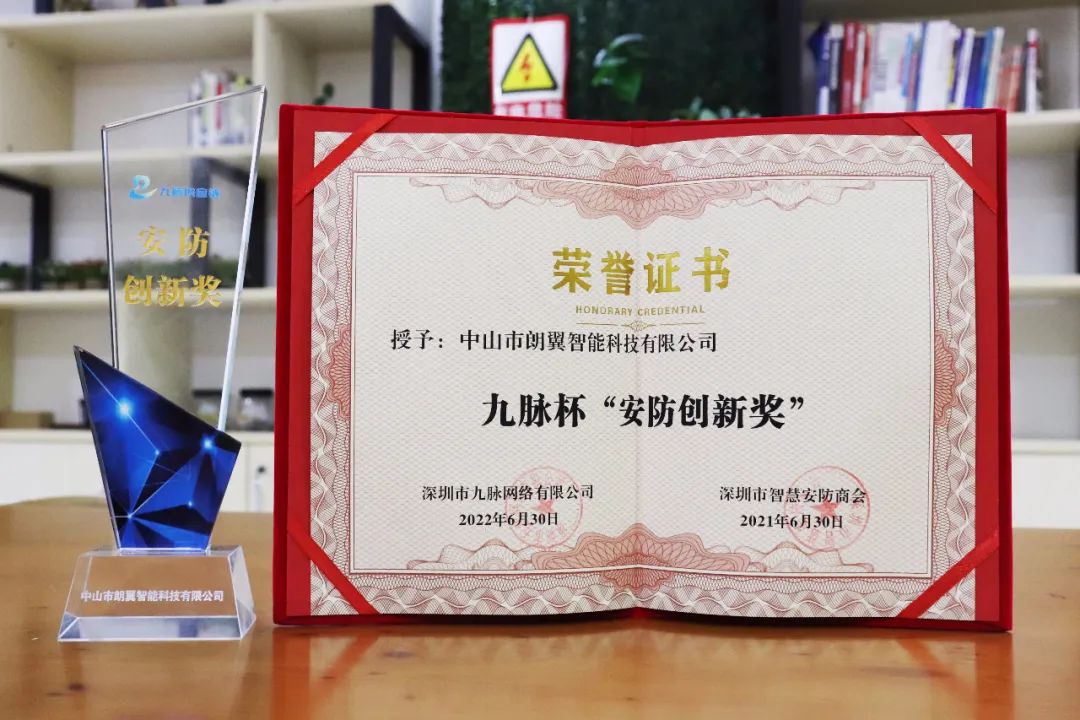 安防
创新奖
中山市朗翼智能科技有限公司
荣誉证书
HONORARY CREDENTIAL
授予：中山市朗翼智能科技有限公司
九脉杯“安防创新奖”
深圳市九脉网络有限公司
2022年6月30日
深圳市智慧安防商会
2021年6月30日